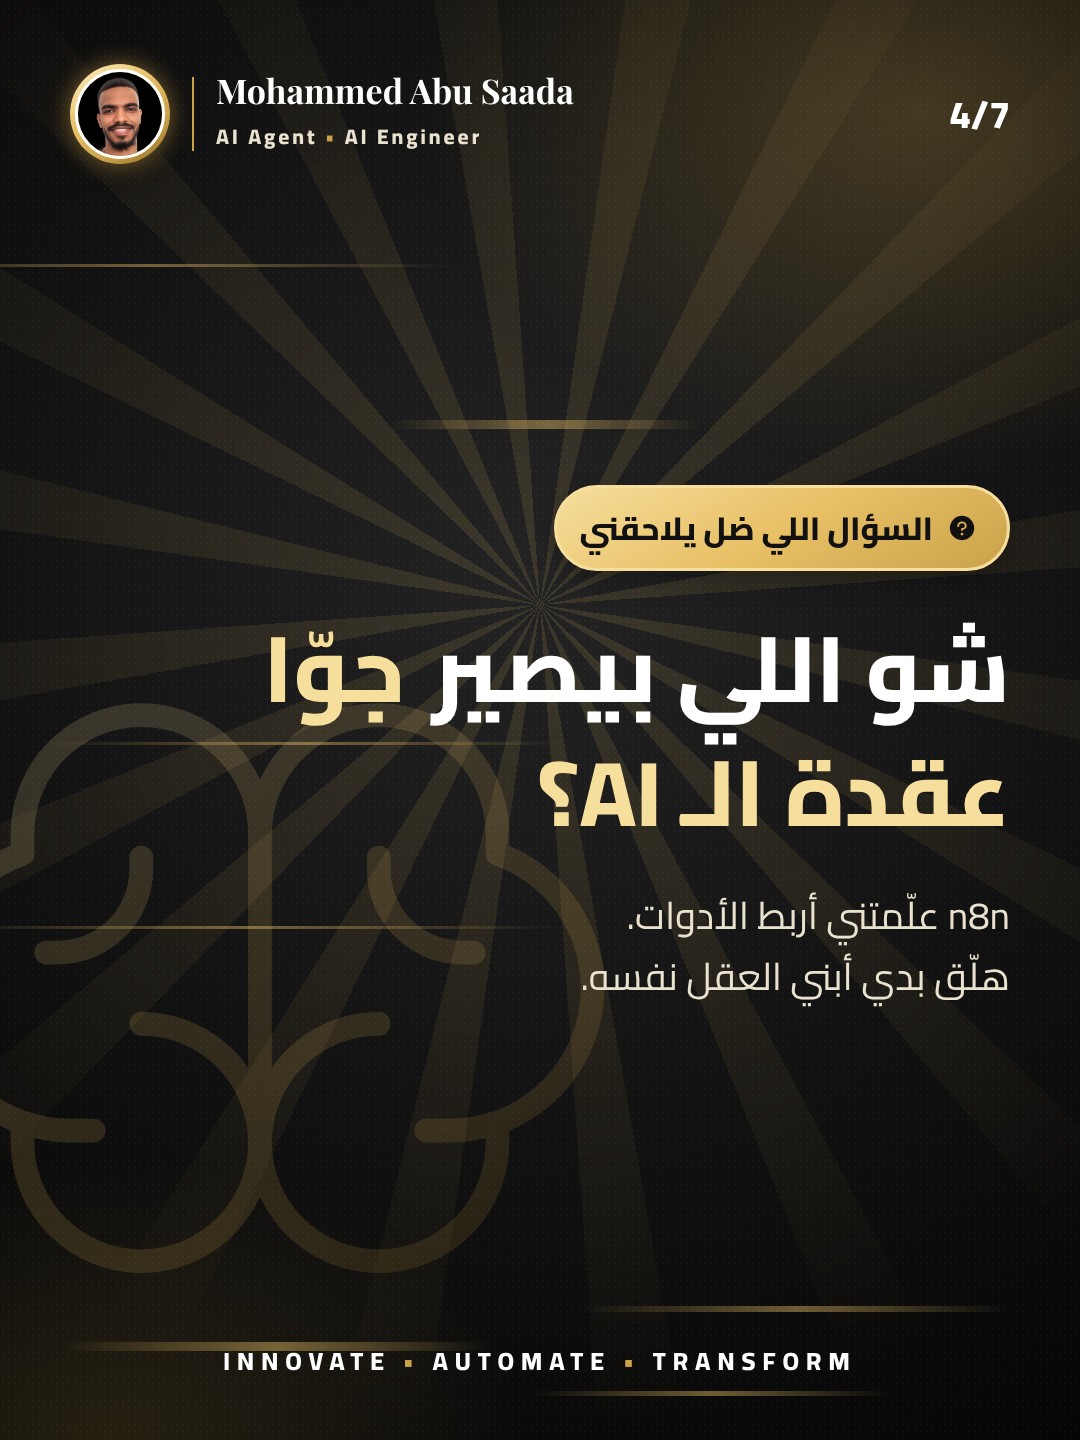 Mohammed Abu Saada
AI Agent ▪ AI Engineer
4/7
السؤال اللي ضل يلاحقني
شو اللي بيصير جوّا
عقدة الـ AI؟
n8n علّمتني أربط الأدوات.
هلّق بدي أبني العقل نفسه.
INNOVATE ▪ AUTOMATE ▪ TRANSFORM